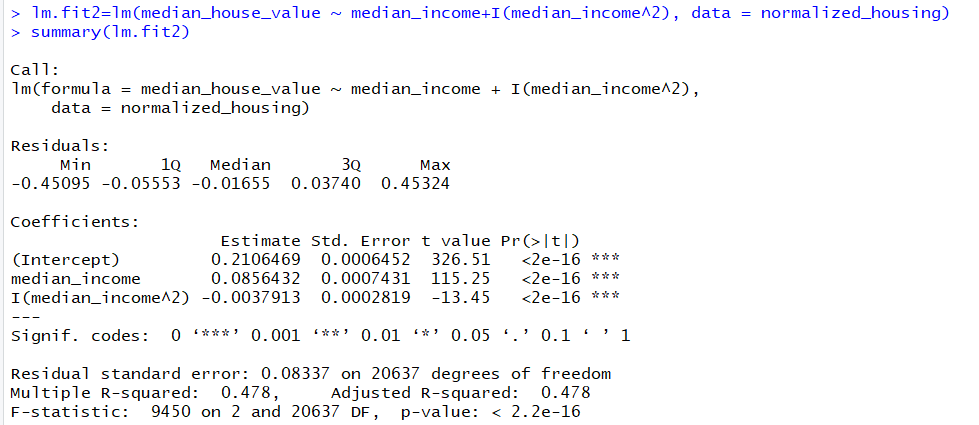 > lm.fit2=lm(median_house_value ~ median_income+I(median_income^2), data = normalized_housing)
> summary(lm.fit2)
Call:
lm(formula = median_house_value ~ median_income + I(median_income^2),
    data = normalized_housing)
Residuals:
     Min       1Q   Median       3Q      Max
-0.45095 -0.05553 -0.01655  0.03740  0.45324
Coefficients:
                     Estimate Std. Error t value Pr(>|t|)
(Intercept)         0.2106469  0.0006452  326.51   <2e-16 ***
median_income       0.0856432  0.0007431  115.25   <2e-16 ***
I(median_income^2) -0.0037913  0.0002819  -13.45   <2e-16 ***
---
Signif. codes:  0 ‘***’ 0.001 ‘**’ 0.01 ‘*’ 0.05 ‘.’ 0.1 ‘ ’ 1
Residual standard error: 0.08337 on 20637 degrees of freedom
Multiple R-squared:  0.478,	Adjusted R-squared:  0.478
F-statistic:  9450 on 2 and 20637 DF,  p-value: < 2.2e-16